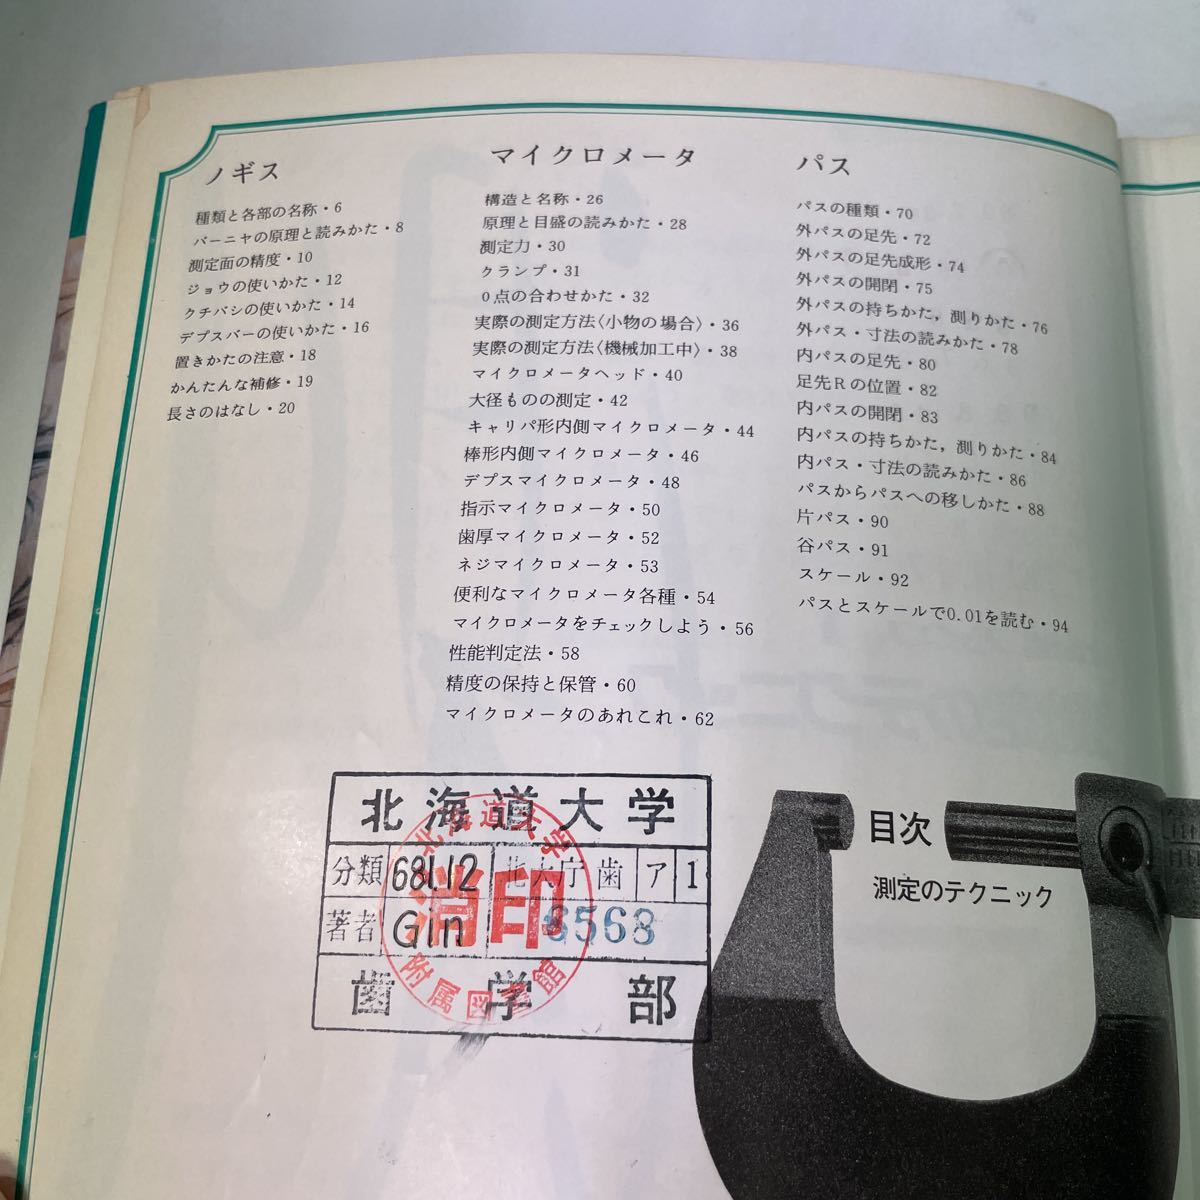 ノギス
種類と各部の名称・6
バーニヤの原理と読みかた・8
測定面の精度・10
ジョウの使いかた・12
クチバシの使いかた・14
デプスバーの使いかた・16
置きかたの注意・18
かんたんな補修・19
長さのはなし・20
マイクロメータ
構造と名称・26
原理と目盛の読みかた・28
測定力・30
クランプ・31
0点の合わせかた・32
実際の測定方法〈小物の場合〉・36
実際の測定方法〈機械加工中〉・38
マイクロメータヘッド・40
大径ものの測定・42
キャリパ形内側マイクロメータ・44
棒形内側マイクロメータ・46
デプスマイクロメータ・48
指示マイクロメータ・50
歯厚マイクロメータ・52
ネジマイクロメータ・53
便利なマイクロメータ各種・54
マイクロメータをチェックしよう・56
性能判定法・58
精度の保持と保管・60
マイクロメータのあれこれ・62
パス
パスの種類・70
外パスの足先・72
外パスの足先成形・74
外パスの開閉・75
外パスの持ちかた，測りかた・76
外パス・寸法の読みかた・78
内パスの足先・80
足先Rの位置・82
内パスの開閉・83
内パスの持ちかた，測りかた・84
内パス・寸法の読みかた・86
パスからパスへの移しかた・88
片パス・90
谷パス・91
スケール・92
パスとスケールで0.01を読む・94
目次
測定のテクニック
北海道大学
分類 681.12 北大庁歯 ア 1
著者 Gin 6568
歯学部
北海道大学
消印
附属図書館